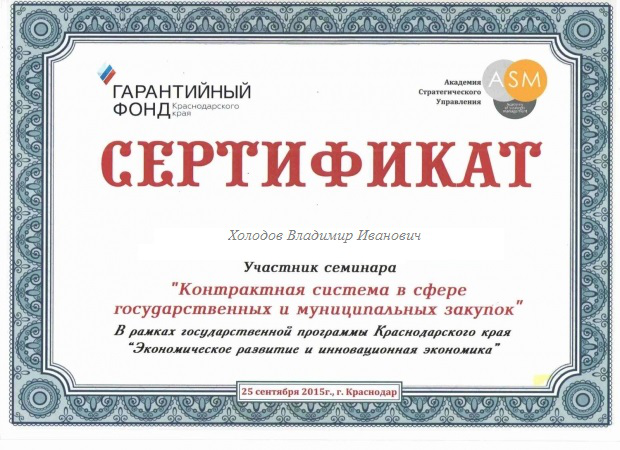 ГАРАНТИЙНЫЙ
ФОНД Краснодарского
края
Академия
Стратегического
Управления
ASM
СЕРТИФИКАТ
Холодов Владимир Иванович
Участник семинара
"Контрактная система в сфере
государственных и муниципальных закупок"
В рамках государственной программы Краснодарского края
"Экономическое развитие и инновационная экономика"
25 сентября 2015г., г. Краснодар